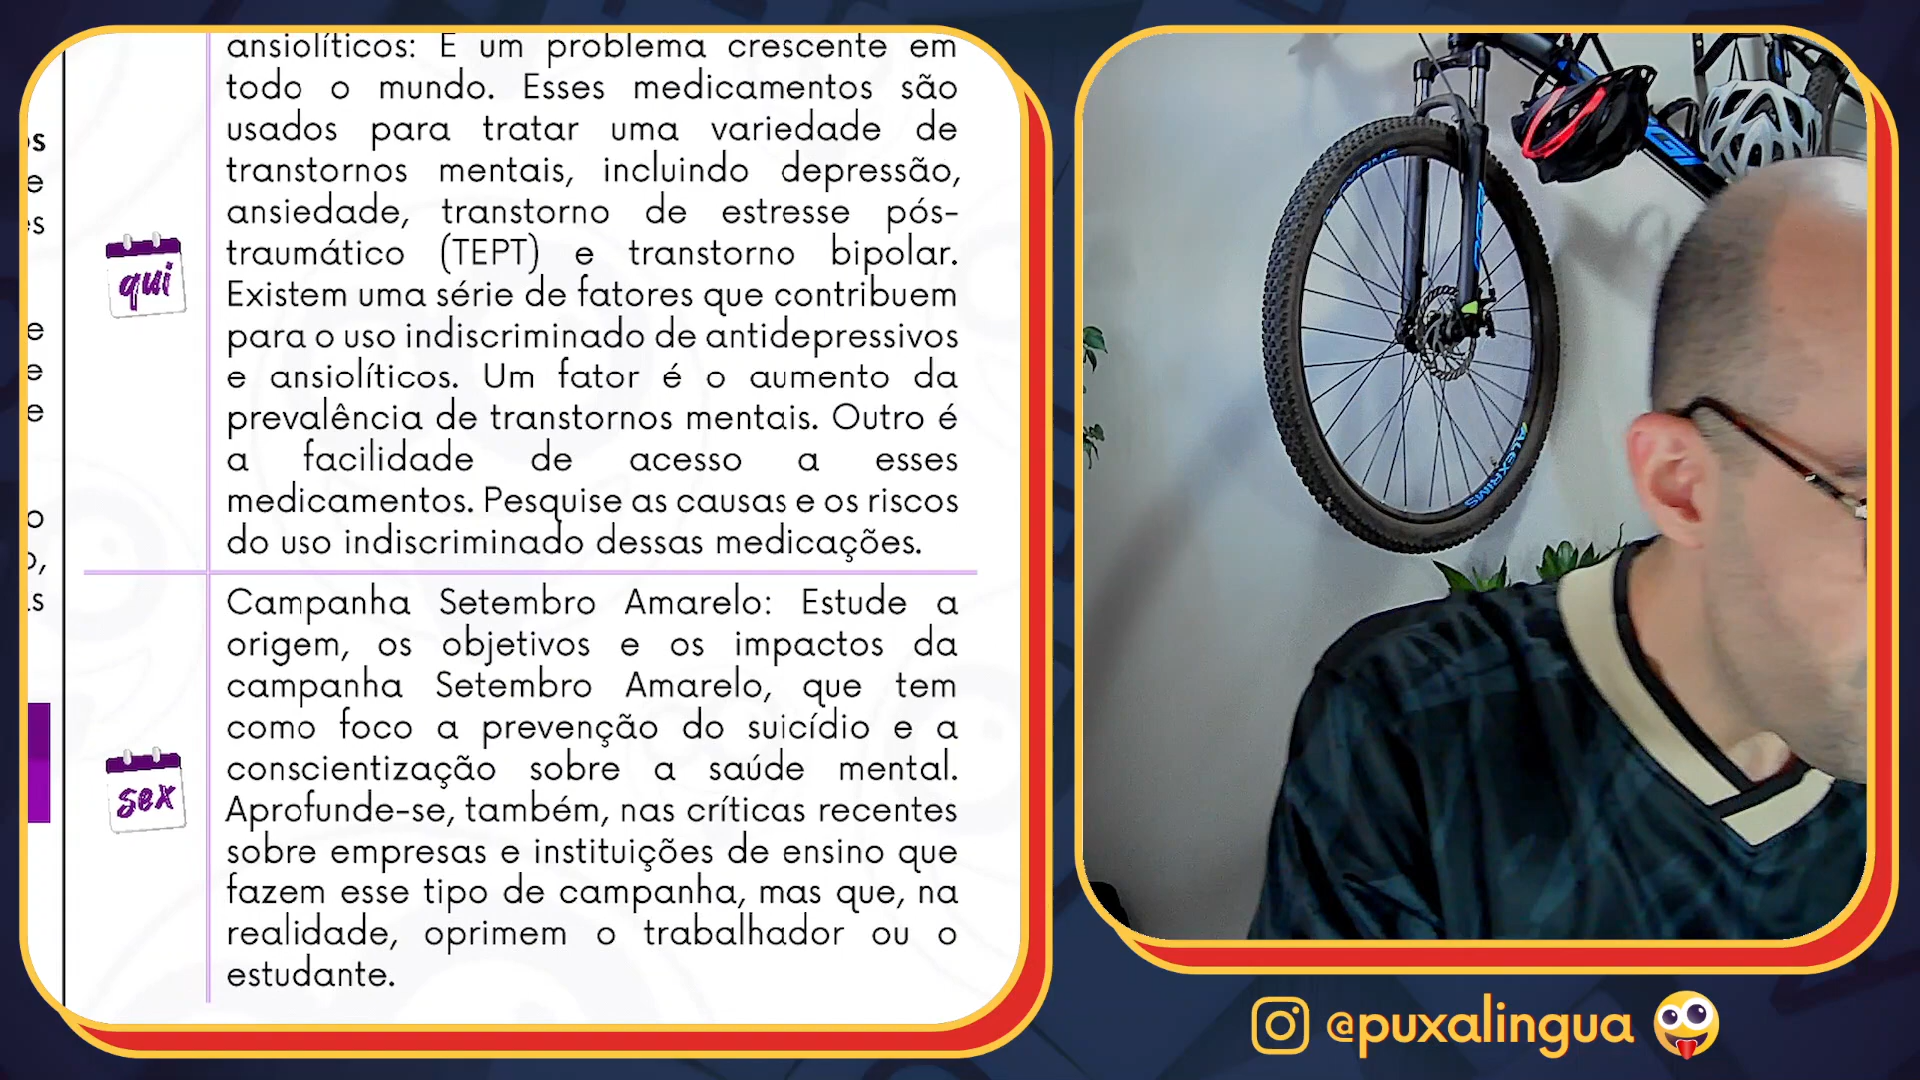 ansiolíticos: É um problema crescente em
todo o mundo. Esses medicamentos são
usados para tratar uma variedade de
transtornos mentais, incluindo depressão,
ansiedade, transtorno de estresse pós-
traumático (TEPT) e transtorno bipolar.
Existem uma série de fatores que contribuem
para o uso indiscriminado de antidepressivos
e ansiolíticos. Um fator é o aumento da
prevalência de transtornos mentais. Outro é
a facilidade de acesso a esses
medicamentos. Pesquise as causas e os riscos
do uso indiscriminado dessas medicações.
qui
Campanha Setembro Amarelo: Estude a
origem, os objetivos e os impactos da
campanha Setembro Amarelo, que tem
como foco a prevenção do suicídio e a
conscientização sobre a saúde mental.
Aprofunde-se, também, nas críticas recentes
sobre empresas e instituições de ensino que
fazem esse tipo de campanha, mas que, na
realidade, oprimem o trabalhador ou o
estudante.
sex
ALEXRIMS
@puxalingua